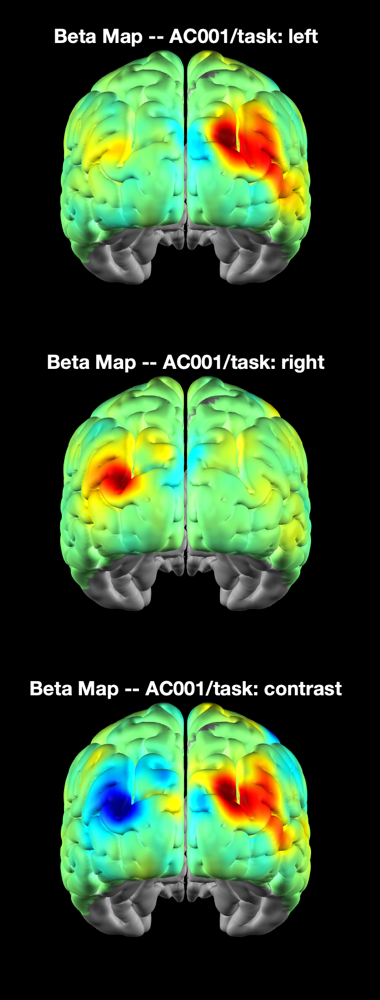 Beta Map -- AC001/task: left
Beta Map -- AC001/task: right
Beta Map -- AC001/task: contrast